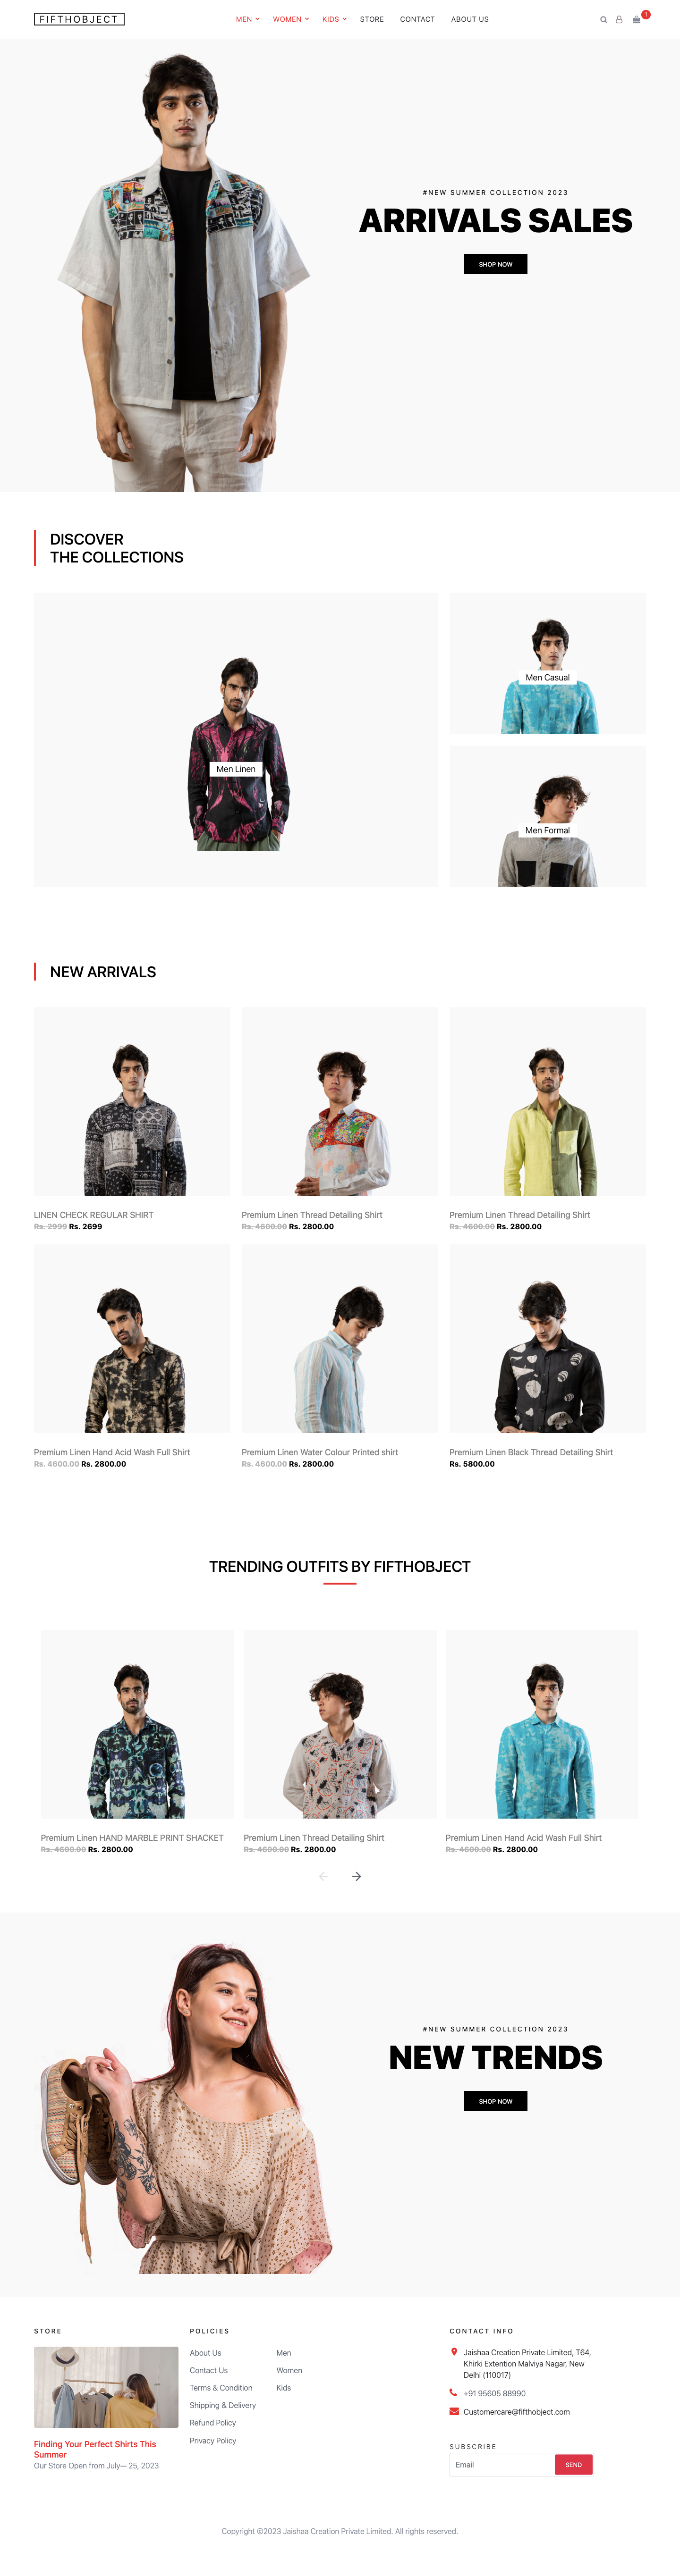 FIFTHOBJECT
MEN
WOMEN
KIDS
STORE
CONTACT
ABOUT US
1
#NEW SUMMER COLLECTION 2023
ARRIVALS SALES
SHOP NOW
DISCOVER
THE COLLECTIONS
Men Linen
Men Casual
Men Formal
NEW ARRIVALS
LINEN CHECK REGULAR SHIRT
Rs. 2999 Rs. 2699
Premium Linen Thread Detailing Shirt
Rs. 4600.00 Rs. 2800.00
Premium Linen Thread Detailing Shirt
Rs. 4600.00 Rs. 2800.00
Premium Linen Hand Acid Wash Full Shirt
Rs. 4600.00 Rs. 2800.00
Premium Linen Water Colour Printed shirt
Rs. 4600.00 Rs. 2800.00
Premium Linen Black Thread Detailing Shirt
Rs. 5800.00
TRENDING OUTFITS BY FIFTHOBJECT
Premium Linen HAND MARBLE PRINT SHACKET
Rs. 4600.00 Rs. 2800.00
Premium Linen Thread Detailing Shirt
Rs. 4600.00 Rs. 2800.00
Premium Linen Hand Acid Wash Full Shirt
Rs. 4600.00 Rs. 2800.00
#NEW SUMMER COLLECTION 2023
NEW TRENDS
SHOP NOW
STORE
Finding Your Perfect Shirts This
Summer
Our Store Open from July— 25, 2023
POLICIES
About Us
Contact Us
Terms & Condition
Shipping & Delivery
Refund Policy
Privacy Policy
Men
Women
Kids
CONTACT INFO
Jaishaa Creation Private Limited, T64,
Khirki Extention Malviya Nagar, New
Delhi (110017)
+91 95605 88990
Customercare@fifthobject.com
SUBSCRIBE
Email
SEND
Copyright ©2023 Jaishaa Creation Private Limited. All rights reserved.